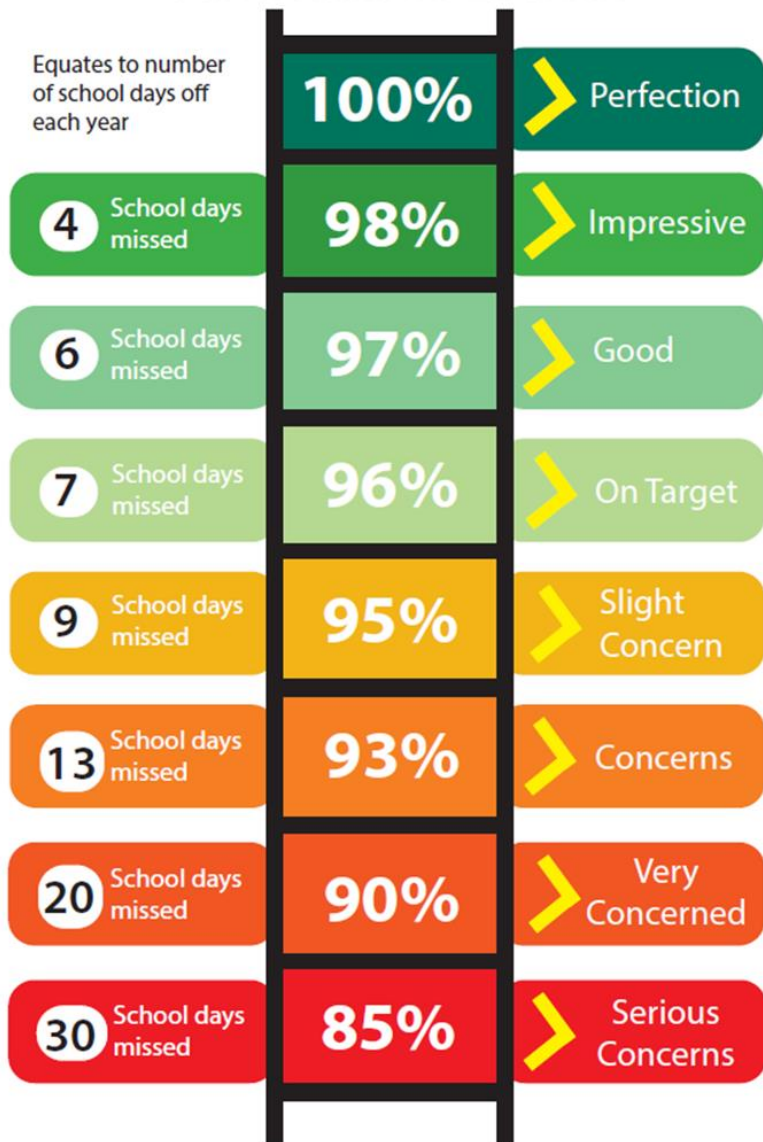 Equates to number
of school days off
each year
100%
Perfection
4
School days
missed
98%
Impressive
6
School days
missed
97%
Good
7
School days
missed
96%
On Target
9
School days
missed
95%
Slight
Concern
13
School days
missed
93%
Concerns
20
School days
missed
90%
Very
Concerned
30
School days
missed
85%
Serious
Concerns